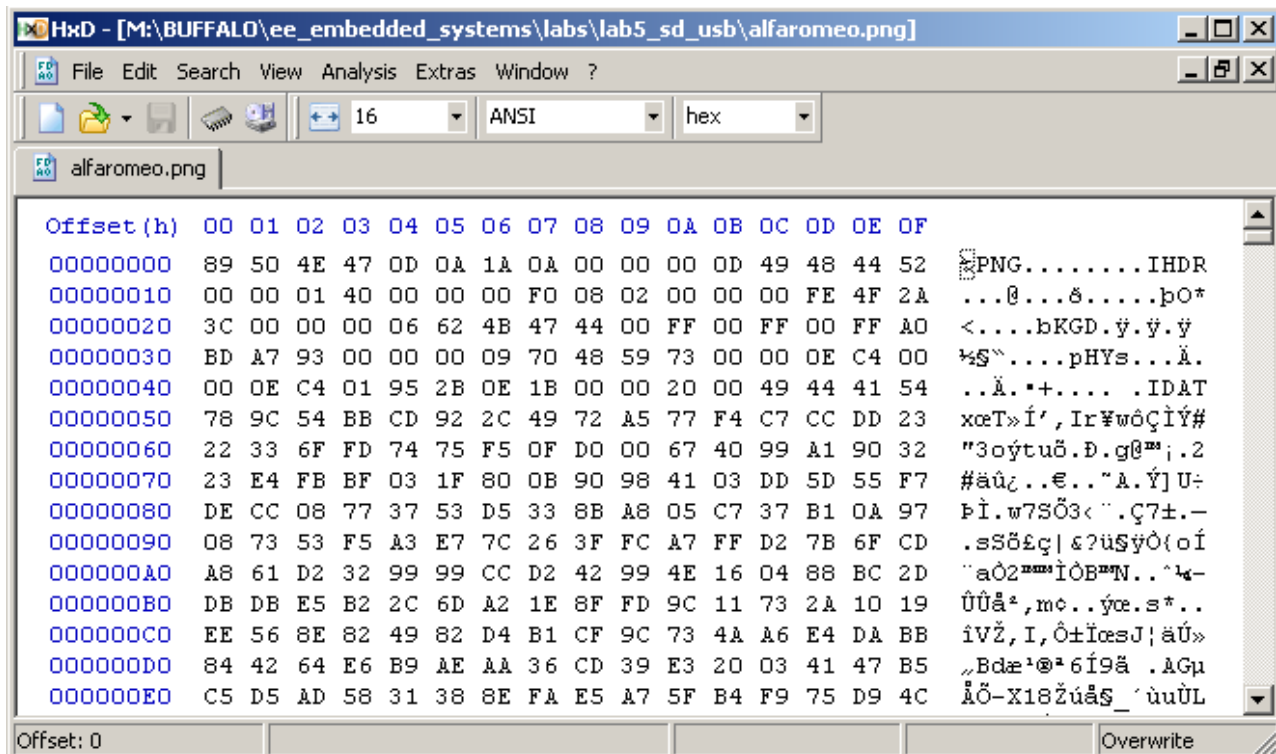 HxD - [M:\BUFFALO\ee_embedded_systems\labs\lab5_sd_usb\alfaromeo.png]
File Edit Search View Analysis Extras Window ?
16 ANSI hex
alfaromeo.png
Offset(h) 00 01 02 03 04 05 06 07 08 09 0A 0B 0C 0D 0E 0F
00000000 89 50 4E 47 0D 0A 1A 0A 00 00 00 0D 49 48 44 52 PNG........IHDR
00000010 00 00 01 40 00 00 00 F0 08 02 00 00 00 FE 4F 2A ...@...ð.....þO*
00000020 3C 00 00 00 06 62 4B 47 44 00 FF 00 FF 00 FF A0 <....bKGD.ÿ.ÿ.ÿ
00000030 BD A7 93 00 00 00 09 70 48 59 73 00 00 0E C4 00 ½§“....pHYs...Ä.
00000040 00 0E C4 01 95 2B 0E 1B 00 00 20 00 49 44 41 54 ..Ä.•+.... .IDAT
00000050 78 9C 54 BB CD 92 2C 49 72 A5 77 F4 C7 CC DD 23 xœT»Í’,Ir¥wôÇÌÝ#
00000060 22 33 6F FD 74 75 F5 0F D0 00 67 40 99 A1 90 32 "3oýtuõ.Ð.g@™¡.2
00000070 23 E4 FB BF 03 1F 80 0B 90 98 41 03 DD 5D 55 F7 #äû¿..€..˜A.Ý]U÷
00000080 DE CC 08 77 37 53 D5 33 8B A8 05 C7 37 B1 0A 97 ÞÌ.w7SÕ3‹¨.Ç7±.—
00000090 08 73 53 F5 A3 E7 7C 26 3F FC A7 FF D2 7B 6F CD .sSõ£ç|&?ü§ÿÒ{oÍ
000000A0 A8 61 D2 32 99 99 CC D2 42 99 4E 16 04 88 BC 2D ¨aÒ2™™ÌÒB™N..ˆ¼-
000000B0 DB DB E5 B2 2C 6D A2 1E 8F FD 9C 11 73 2A 10 19 ÛÛå²,m¢..ýœ.s*..
000000C0 EE 56 8E 82 49 82 D4 B1 CF 9C 73 4A A6 E4 DA BB îVŽ‚I‚Ô±ÏœsJ¦äÚ»
000000D0 84 42 64 E6 B9 AE AA 36 CD 39 E3 20 03 41 47 B5 „Bdæ¹®ª6Í9ã .AGµ
000000E0 C5 D5 AD 58 31 38 8E FA E5 A7 5F B4 F9 75 D9 4C ÅÕ-X18Žúå§_´ùuÙL
Offset: 0 Overwrite